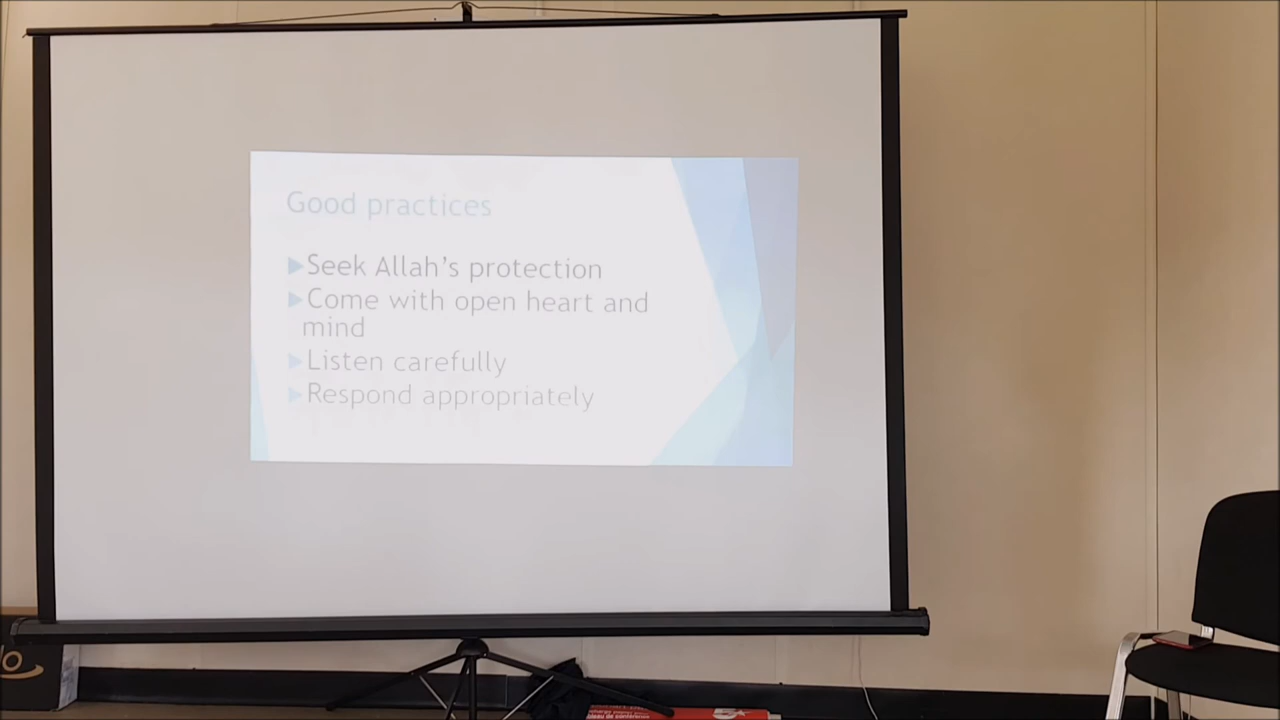 Good practices
Seek Allah's protection
Come with open heart and
mind
Listen carefully
Respond appropriately